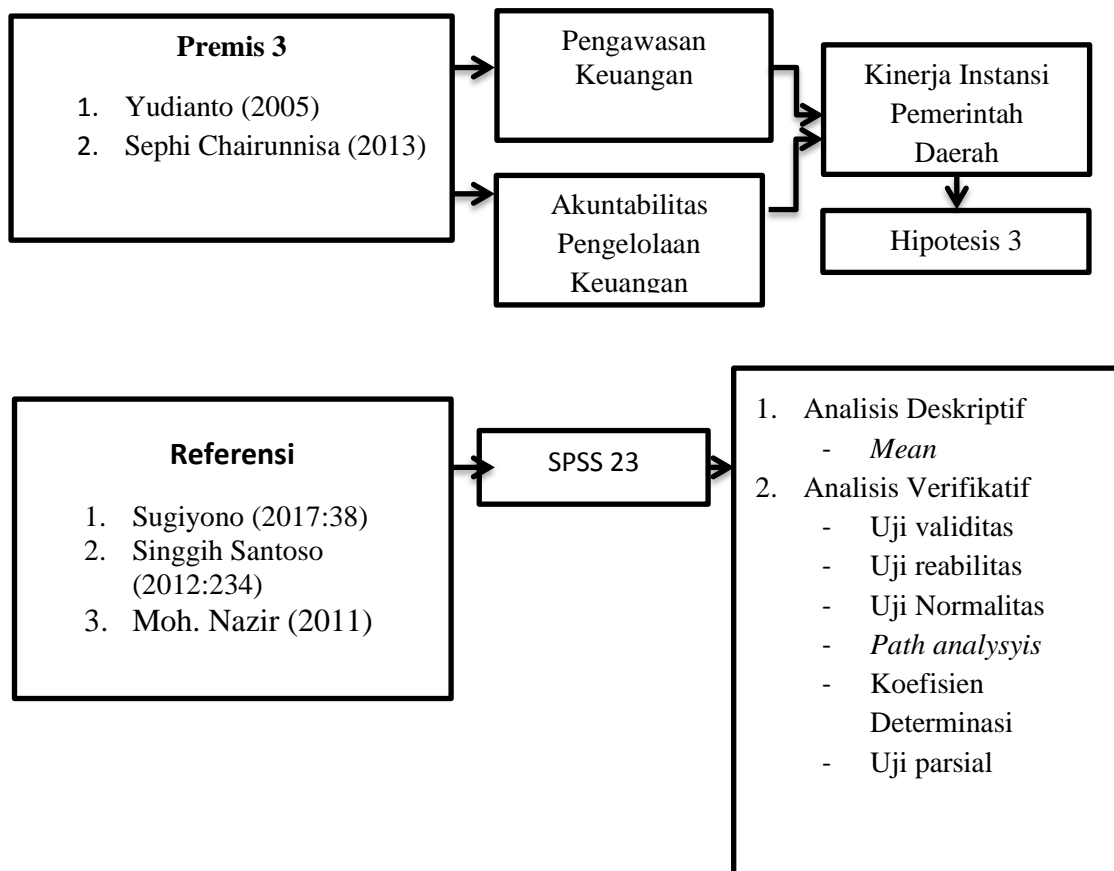 Premis 3
1. Yudianto (2005)
2. Sephi Chairunnisa (2013)
Pengawasan
Keuangan
Akuntabilitas
Pengelolaan
Keuangan
Kinerja Instansi
Pemerintah
Daerah
Hipotesis 3
Referensi
1. Sugiyono (2017:38)
2. Singgih Santoso
(2012:234)
3. Moh. Nazir (2011)
SPSS 23
1. Analisis Deskriptif
- Mean
2. Analisis Verifikatif
- Uji validitas
- Uji reabilitas
- Uji Normalitas
- Path analysyis
- Koefisien
Determinasi
- Uji parsial